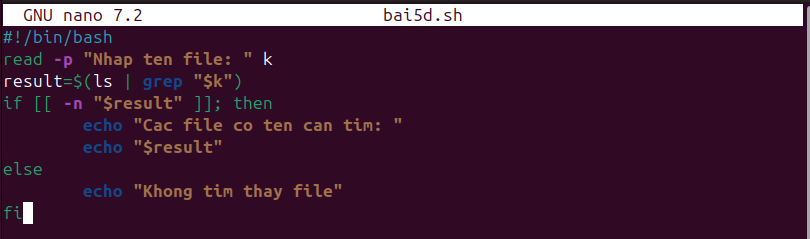 GNU nano 7.2 bai5d.sh
#!/bin/bash
read -p "Nhap ten file: " k
result=$(ls | grep "$k")
if [[ -n "$result" ]]; then
        echo "Cac file co ten can tim: "
        echo "$result"
else
        echo "Khong tim thay file"
fi